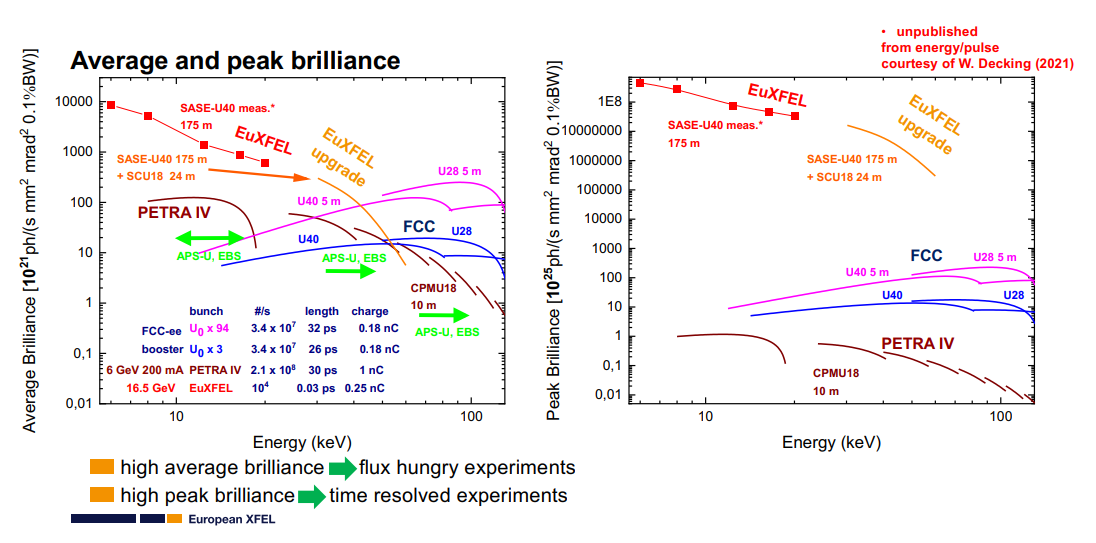 • unpublished
from energy/pulse
courtesy of W. Decking (2021)
Average and peak brilliance
Average Brilliance [10²¹ph/(s mm² mrad² 0.1%BW)]
10000
1000
100
10
1
0,1
0,01
10
100
Energy (keV)
SASE-U40 meas.*
175 m
EuXFEL
SASE-U40 175 m
+ SCU18 24 m
EuXFEL
upgrade
PETRA IV
APS-U, EBS
U40 5 m
U28 5 m
FCC
U40
U28
APS-U, EBS
CPMU18
10 m
APS-U, EBS
bunch #/s length charge
FCC-ee U₀ x 94 3.4 x 10⁷ 32 ps 0.18 nC
booster U₀ x 3 3.4 x 10⁷ 26 ps 0.18 nC
6 GeV 200 mA PETRA IV 2.1 x 10⁸ 30 ps 1 nC
16.5 GeV EuXFEL 10⁴ 0.03 ps 0.25 nC
Peak Brilliance [10²⁵ph/(s mm² mrad² 0.1%BW)]
1E8
10000000
1000000
100000
10000
1000
100
10
1
0,1
0,01
10
100
Energy (keV)
EuXFEL
SASE-U40 meas.*
175 m
EuXFEL
upgrade
SASE-U40 175 m
+ SCU18 24 m
FCC
U28 5 m
U40 5 m
U40
U28
PETRA IV
CPMU18
10 m
high average brilliance flux hungry experiments
high peak brilliance time resolved experiments
European XFEL